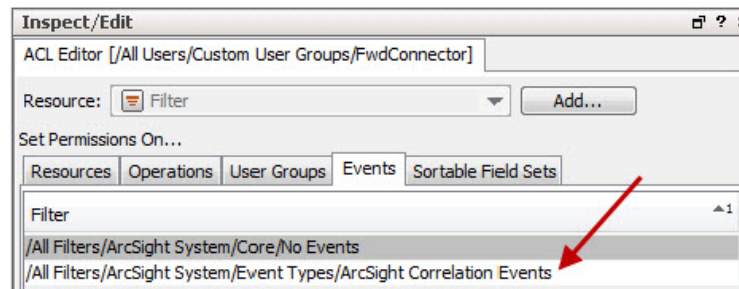 Inspect/Edit
ACL Editor [/All Users/Custom User Groups/FwdConnector]
Resource: Filter Add...
Set Permissions On...
Resources Operations User Groups Events Sortable Field Sets
Filter 1
/All Filters/ArcSight System/Core/No Events
/All Filters/ArcSight System/Event Types/ArcSight Correlation Events